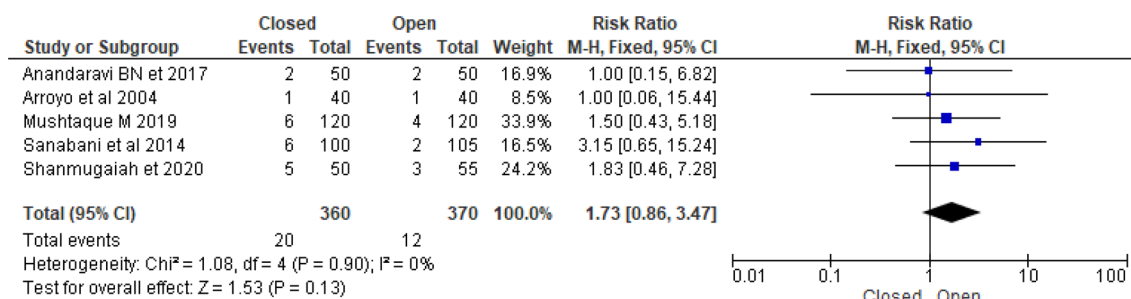 Closed Open Risk Ratio Risk Ratio
Study or Subgroup Events Total Events Total Weight M-H, Fixed, 95% CI M-H, Fixed, 95% CI
Anandaravi BN et 2017 2 50 2 50 16.9% 1.00 [0.15, 6.82]
Arroyo et al 2004 1 40 1 40 8.5% 1.00 [0.06, 15.44]
Mushtaque M 2019 6 120 4 120 33.9% 1.50 [0.43, 5.18]
Sanabani et al 2014 6 100 2 105 16.5% 3.15 [0.65, 15.24]
Shanmugaiah et 2020 5 50 3 55 24.2% 1.83 [0.46, 7.28]
Total (95% CI) 360 370 100.0% 1.73 [0.86, 3.47]
Total events 20 12
Heterogeneity: Chi² = 1.08, df = 4 (P = 0.90); I² = 0%
Test for overall effect: Z = 1.53 (P = 0.13)
0.01 0.1 1 10 100
Closed Open